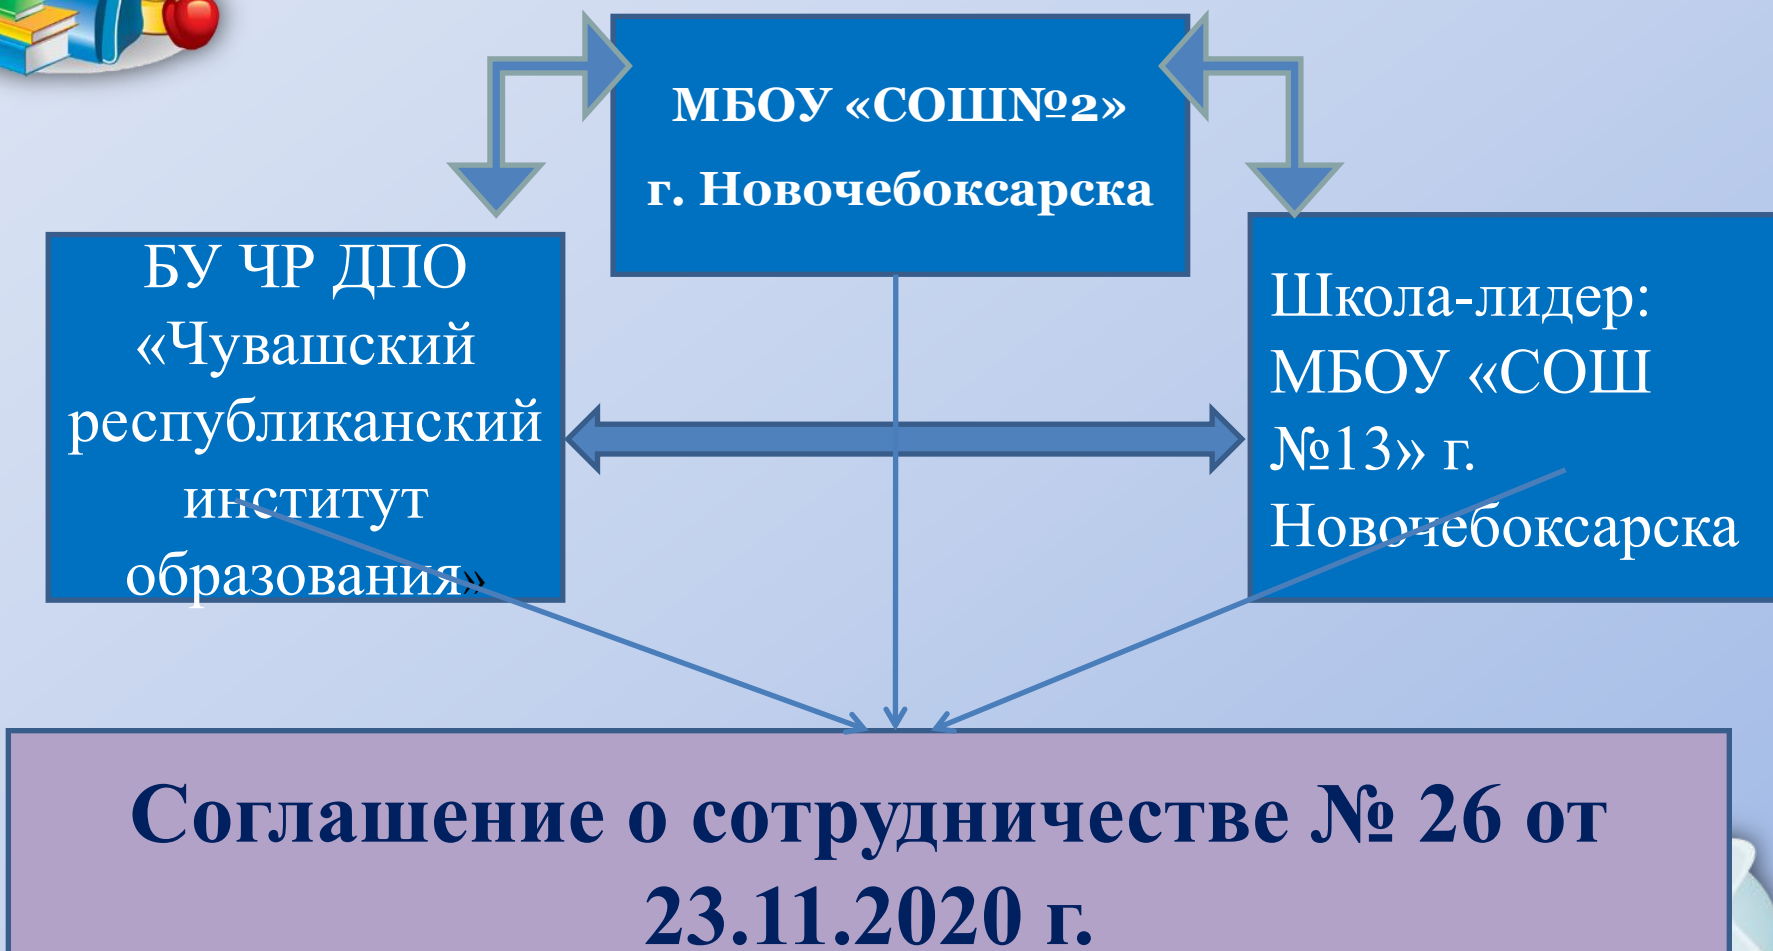 МБОУ «СОШ№2»
г. Новочебоксарска
БУ ЧР ДПО
«Чувашский
республиканский
институт
образования»
Школа-лидер:
МБОУ «СОШ
№13» г.
Новочебоксарска
Соглашение о сотрудничестве № 26 от
23.11.2020 г.